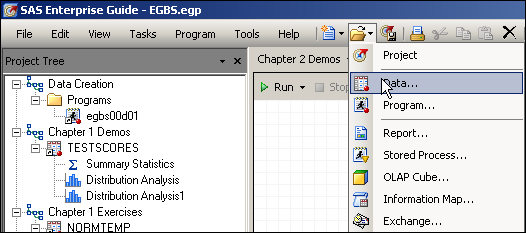 SAS Enterprise Guide - EGBS.egp
File Edit View Tasks Program Tools Help
Project Tree
Data Creation
Programs
egbs00d01
Chapter 1 Demos
TESTSCORES
Summary Statistics
Distribution Analysis
Distribution Analysis1
Chapter 1 Exercises
NORMTEMP
Chapter 2 Demos
Run Stop
Project
Data...
Program...
Report...
Stored Process...
OLAP Cube...
Information Map...
Exchange...